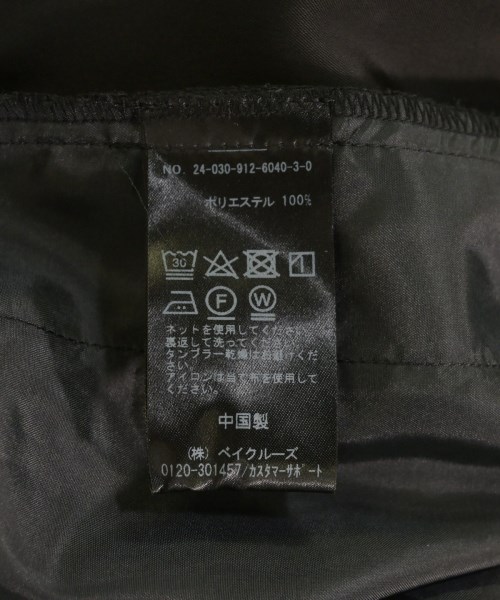 NO. 24-030-912-6040-3-0
ポリエステル 100%
30
F W
ネットを使用してください。
裏返して洗ってください。
タンブラー乾燥はお避けくだ
さい。
アイロンは当て布を使用して
ください。
中国製
(株) ベイクルーズ
0120-301457/カスタマーサポート